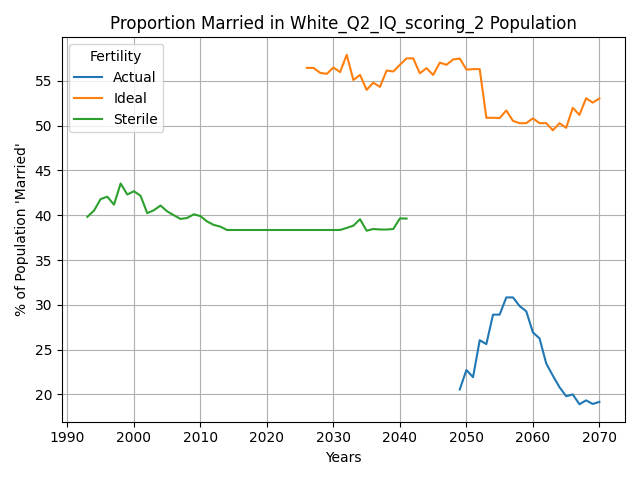 Proportion Married in White_Q2_IQ_scoring_2 Population
Fertility
Actual
Ideal
Sterile
% of Population 'Married'
55
50
45
40
35
30
25
20
1990 2000 2010 2020 2030 2040 2050 2060 2070
Years